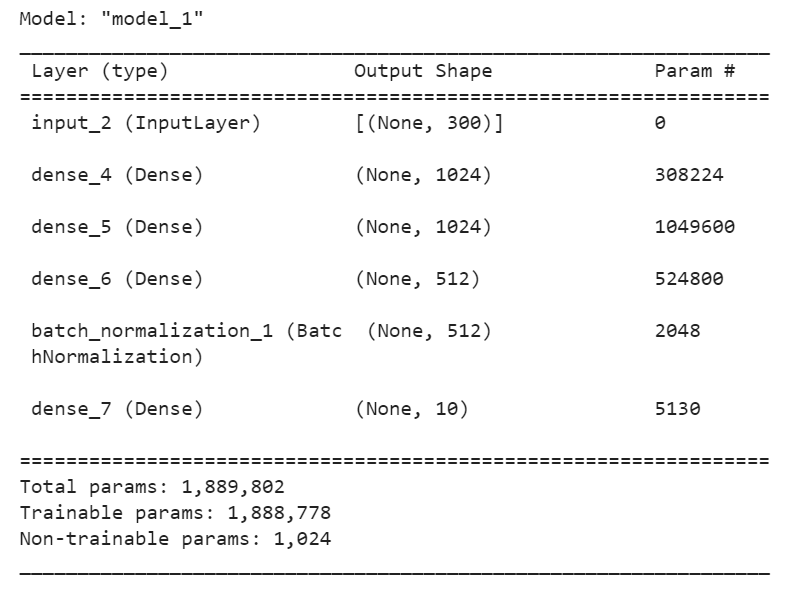 Model: "model_1"
_________________________________________________________________
Layer (type) Output Shape Param #
=================================================================
input_2 (InputLayer) [(None, 300)] 0
dense_4 (Dense) (None, 1024) 308224
dense_5 (Dense) (None, 1024) 1049600
dense_6 (Dense) (None, 512) 524800
batch_normalization_1 (Batc (None, 512) 2048
hNormalization)
dense_7 (Dense) (None, 10) 5130
=================================================================
Total params: 1,889,802
Trainable params: 1,888,778
Non-trainable params: 1,024
_________________________________________________________________